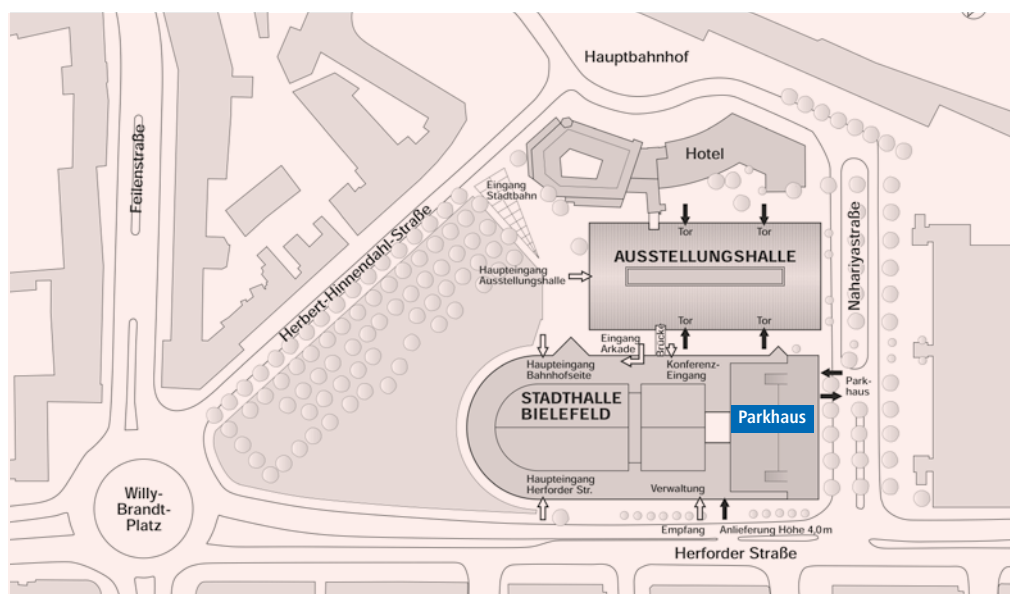 Hauptbahnhof
Feilenstraße
Hotel
Eingang
Stadtbahn
Herbert-Hinnendahl-Straße
Tor
Tor
AUSSTELLUNGSHALLE
Nahariyastraße
Haupteingang
Ausstellungshalle
Tor
Tor
Eingang
Arkade
Brücke
Haupteingang
Bahnhofseite
Konferenz-
Eingang
Park-
haus
STADTHALLE
BIELEFELD
Parkhaus
Haupteingang
Herforder Str.
Verwaltung
Willy-
Brandt-
Platz
Empfang
Anlieferung Höhe 4,0m
Herforder Straße